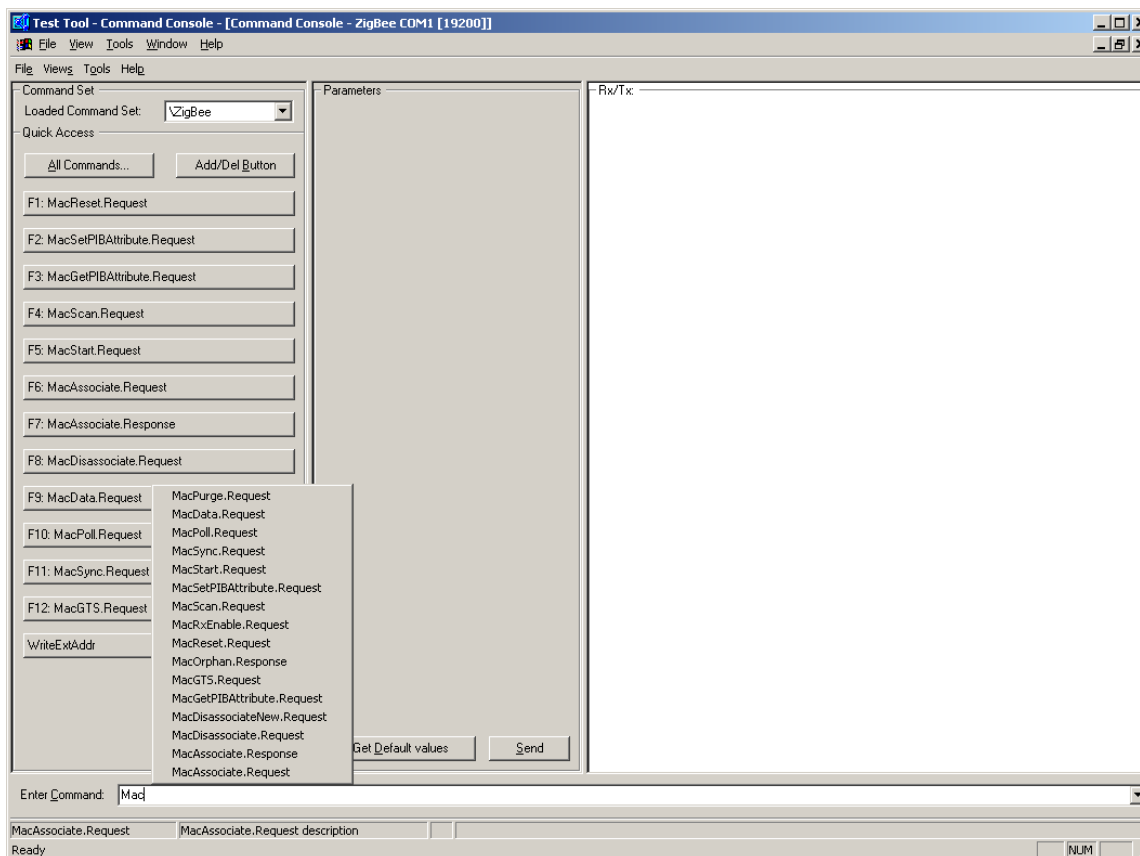 Test Tool - Command Console - [Command Console - ZigBee COM1 [19200]]
File View Tools Window Help
File Views Tools Help
Command Set
Loaded Command Set: \ZigBee
Quick Access
All Commands... Add/Del Button
F1: MacReset.Request
F2: MacSetPIBAttribute.Request
F3: MacGetPIBAttribute.Request
F4: MacScan.Request
F5: MacStart.Request
F6: MacAssociate.Request
F7: MacAssociate.Response
F8: MacDisassociate.Request
F9: MacData.Request
F10: MacPoll.Request
F11: MacSync.Request
F12: MacGTS.Request
WriteExtAddr
MacPurge.Request
MacData.Request
MacPoll.Request
MacSync.Request
MacStart.Request
MacSetPIBAttribute.Request
MacScan.Request
MacRxEnable.Request
MacReset.Request
MacOrphan.Response
MacGTS.Request
MacGetPIBAttribute.Request
MacDisassociateNew.Request
MacDisassociate.Request
MacAssociate.Response
MacAssociate.Request
Parameters
Get Default values Send
Rx/Tx:
Enter Command: Mac
MacAssociate.Request MacAssociate.Request description
Ready NUM